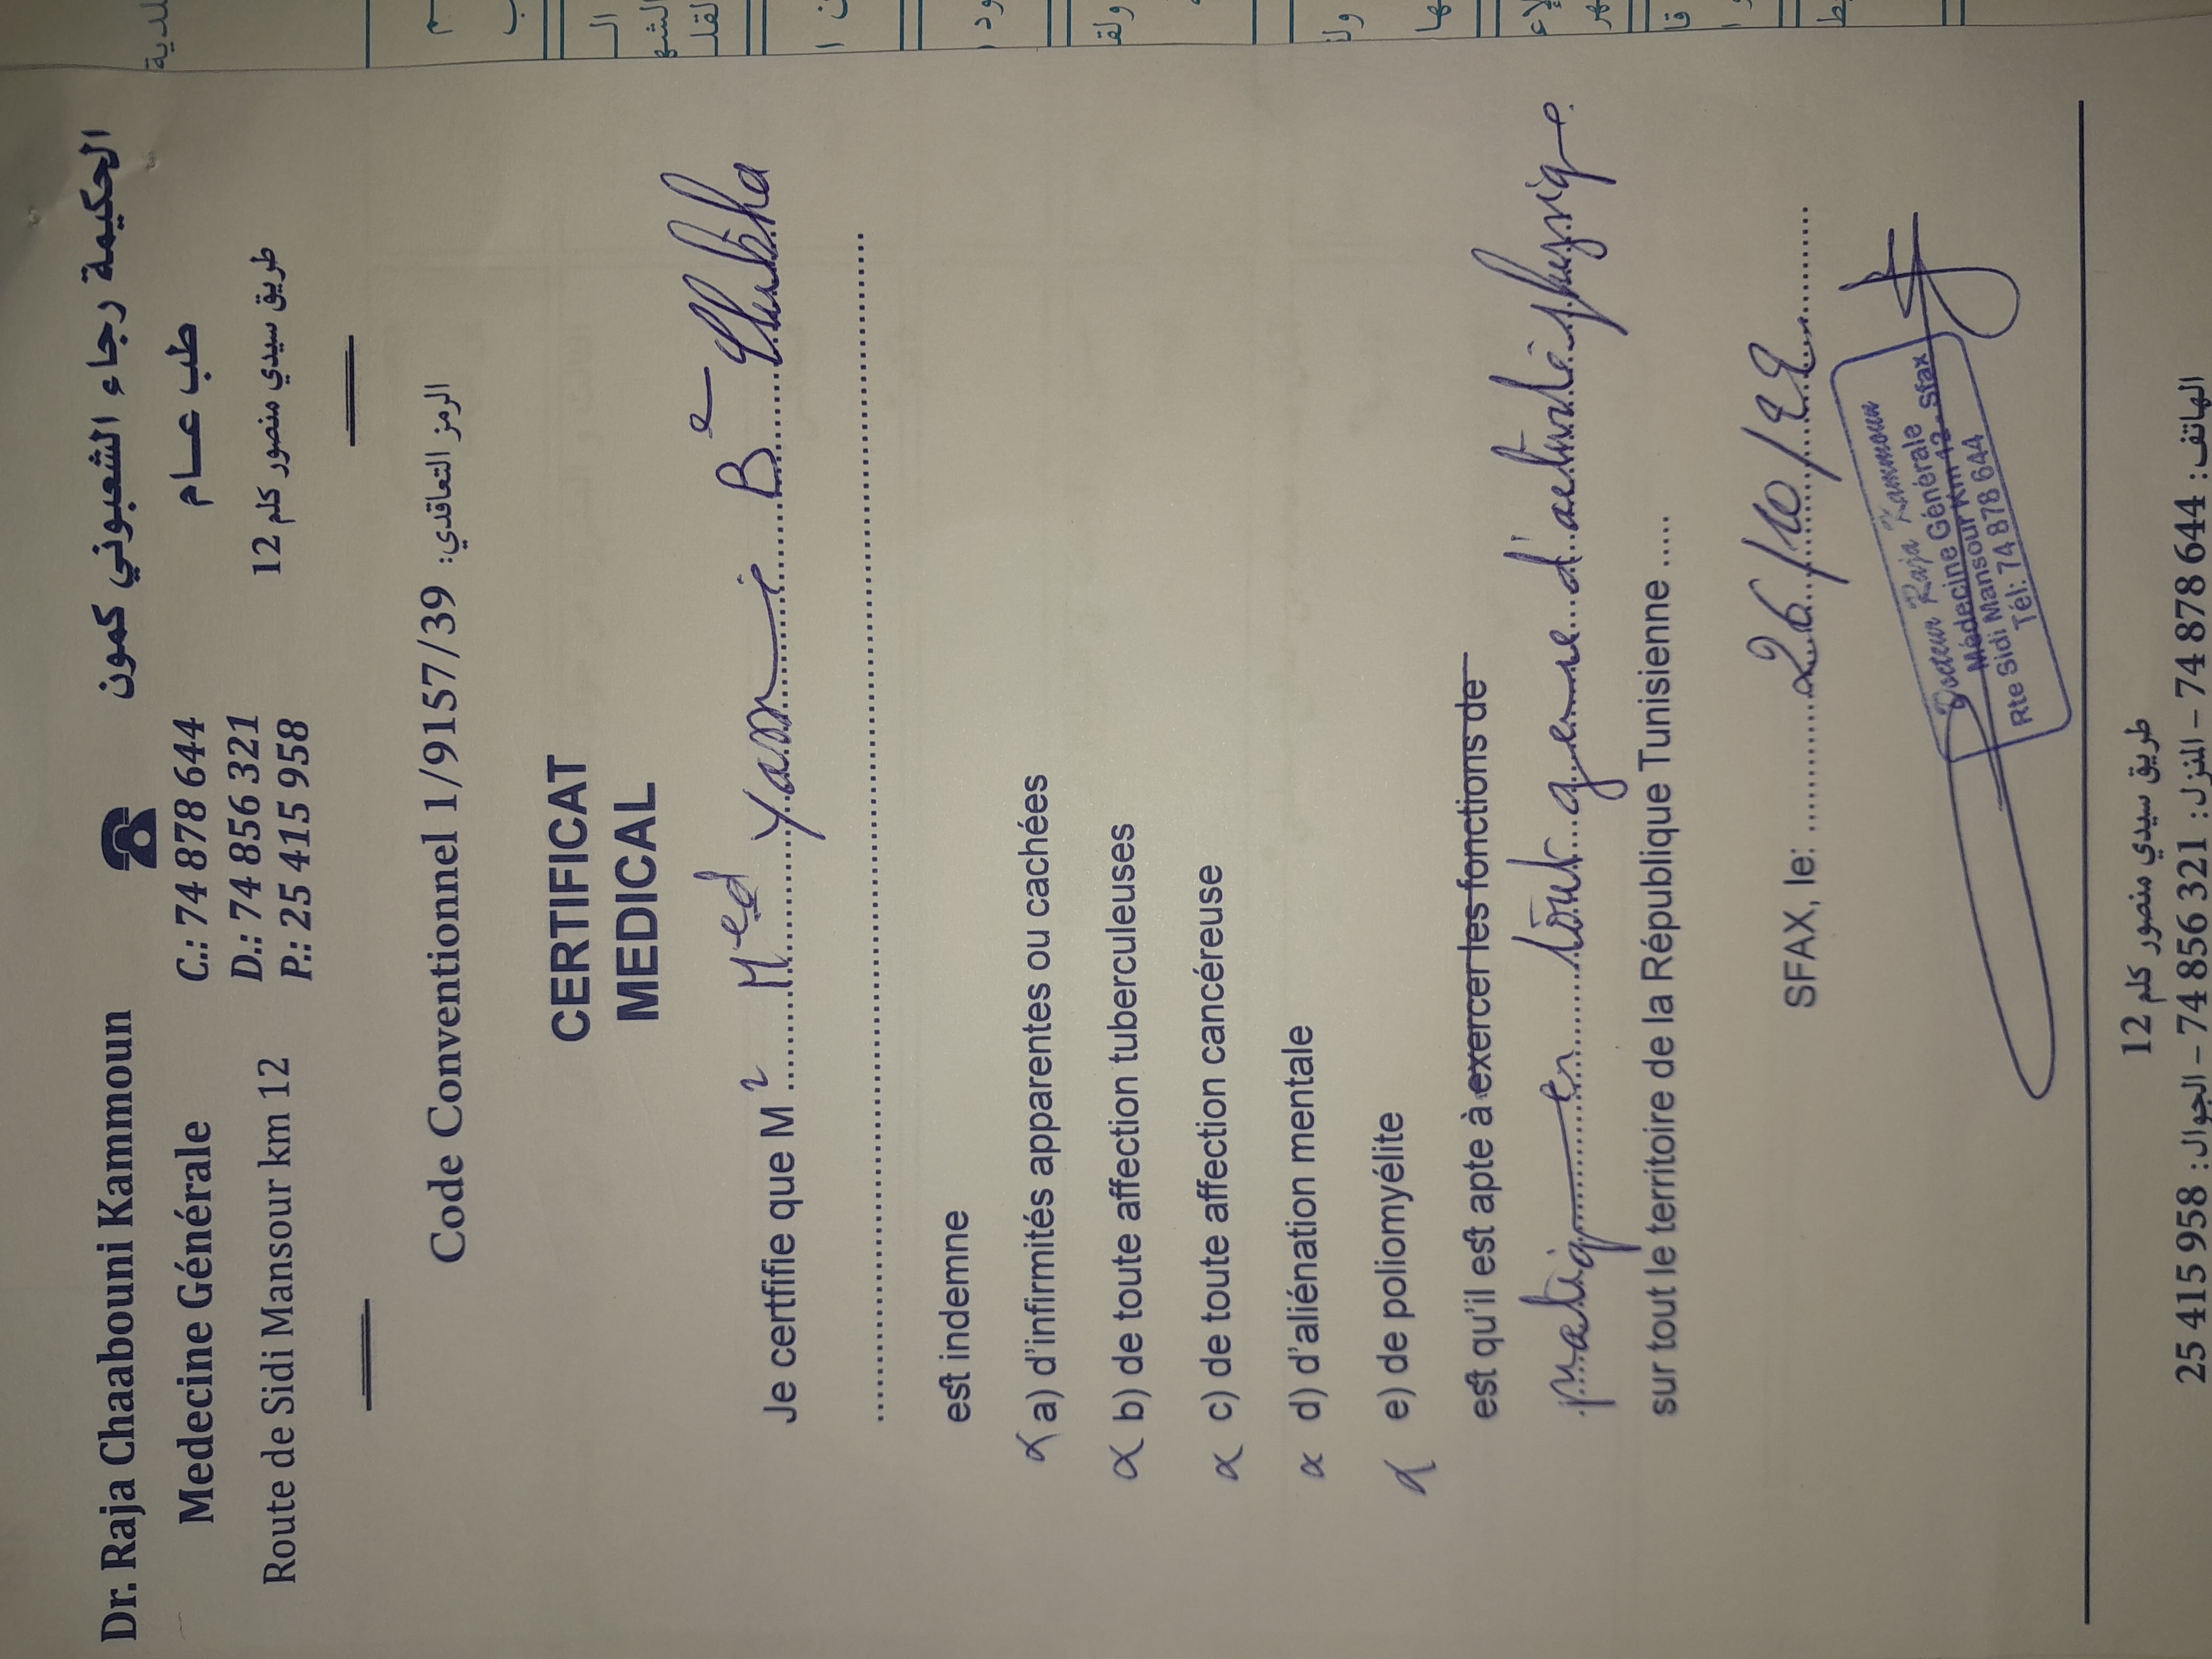 Dr. Raja Chaabouni Kammoun
Medecine Générale
Route de Sidi Mansour km 12
☎
C.: 74 878 644
D.: 74 856 321
P.: 25 415 958
الحكيمة رجاء الشعبوني كمون
طب عــام
طريق سيدي منصور كلم 12
Code Conventionnel 1/9157/39 :الرمز التعاقدي
CERTIFICAT
MEDICAL
Je certfifie que Mr Med Yassin B
est indemne
a) d'infirmités apparentes ou cachées
b) de toute affection tuberculeuses
c) de toute affection cancéreuse
d) d'aliénation mentale
e) de poliomyélite
est qu'il est apte à exercer les fonctions de
pratiquer tout genre d'activité physique.
sur tout le territoire de la République Tunisienne .....
SFAX, le: 26/10/22
Docteur Raja Kammoun
Médecine Générale
Rte Sidi Mansour Km 12 - Sfax
Tél: 74 878 644
طريق سيدي منصور كلم 12
الهاتف: 74 878 644 – المنزل: 74 856 321 – الجوال: 25 415 958